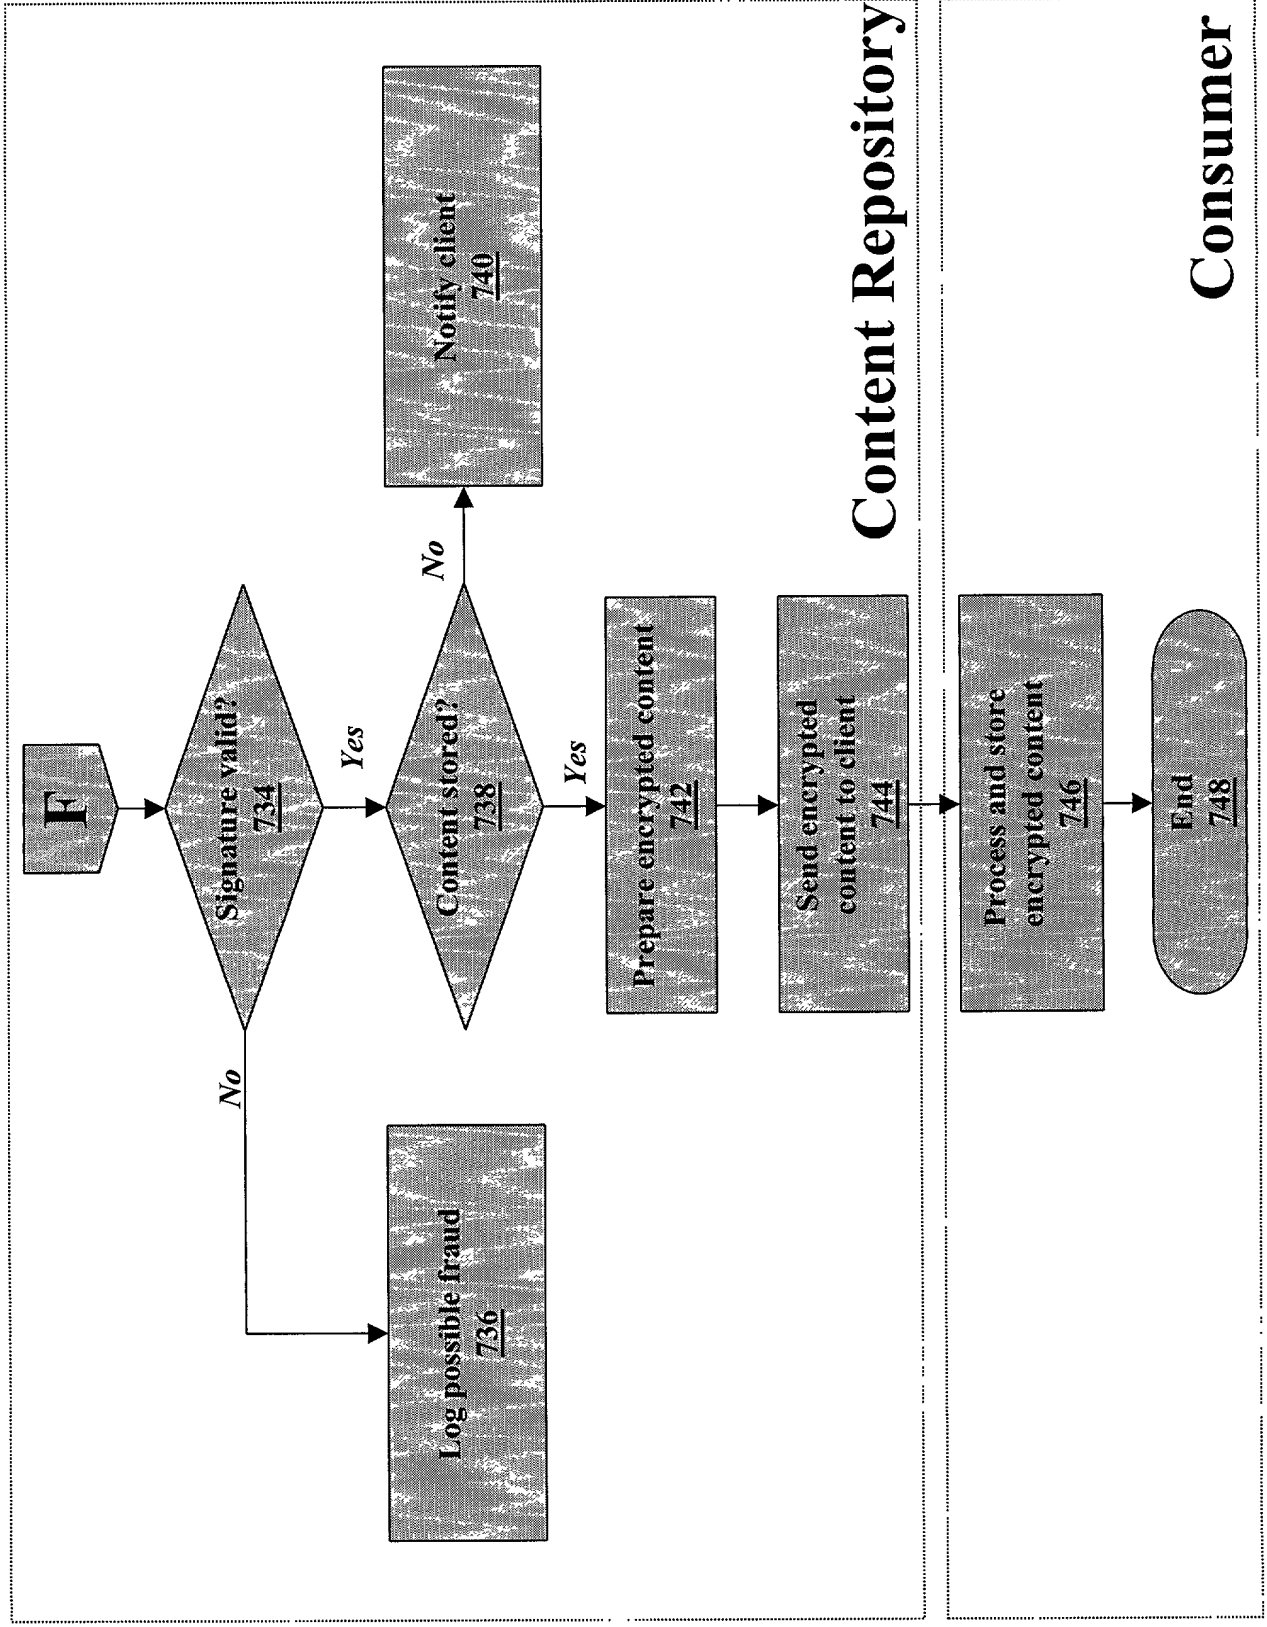 F
Signature valid?
734
No
Yes
Log possible fraud
736
Content stored?
738
No
Notify client
740
Yes
Prepare encrypted content
742
Send encrypted
content to client
744
Content Repository
Process and store
encrypted content
746
End
748
Consumer